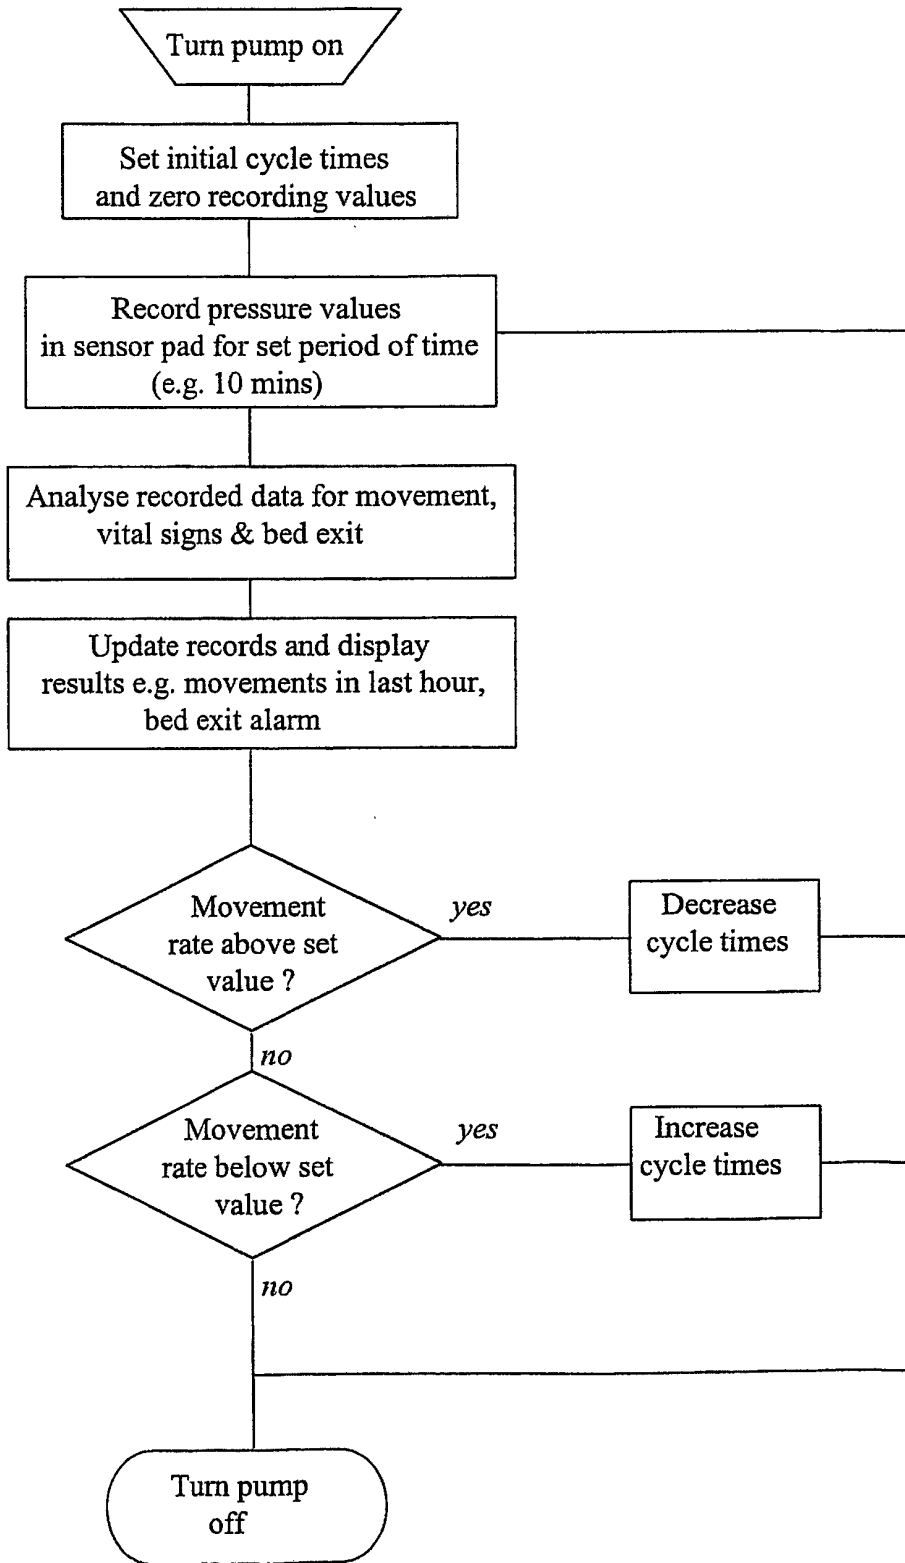 Turn pump on
Set initial cycle times
and zero recording values
Record pressure values
in sensor pad for set period of time
(e.g. 10 mins)
Analyse recorded data for movement,
vital signs & bed exit
Update records and display
results e.g. movements in last hour,
bed exit alarm
Movement
rate above set
value ?
yes
Decrease
cycle times
no
Movement
rate below set
value ?
yes
Increase
cycle times
no
Turn pump
off